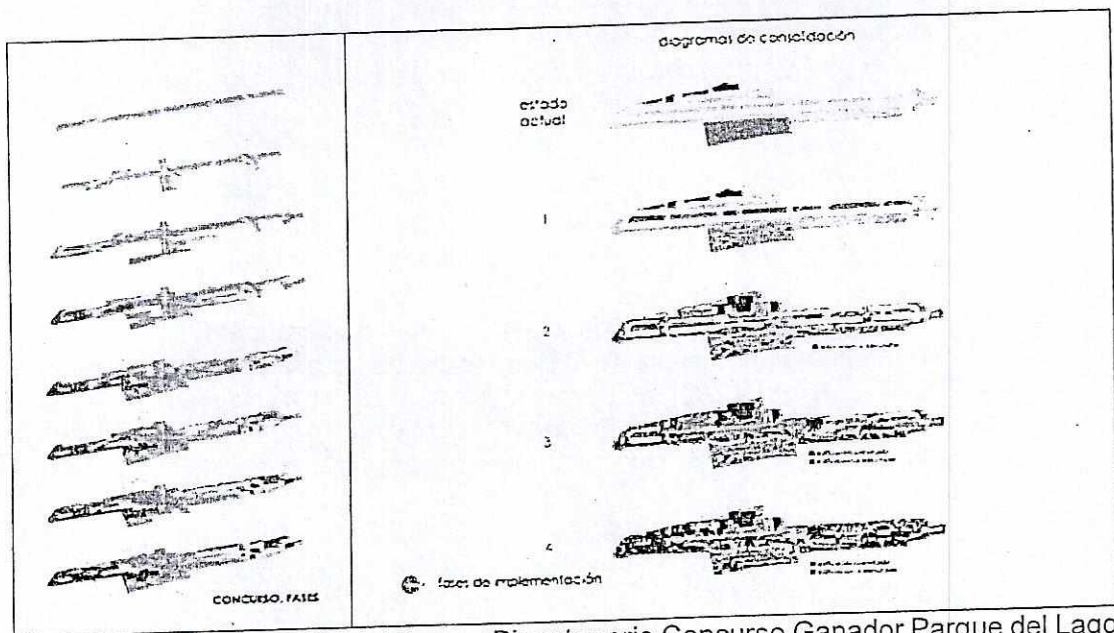 CONCURSO, FASES
diagramas de consolidación
estado
actual
1
2
3
4
fases de implementación
Concurso Ganador Parque del Lago